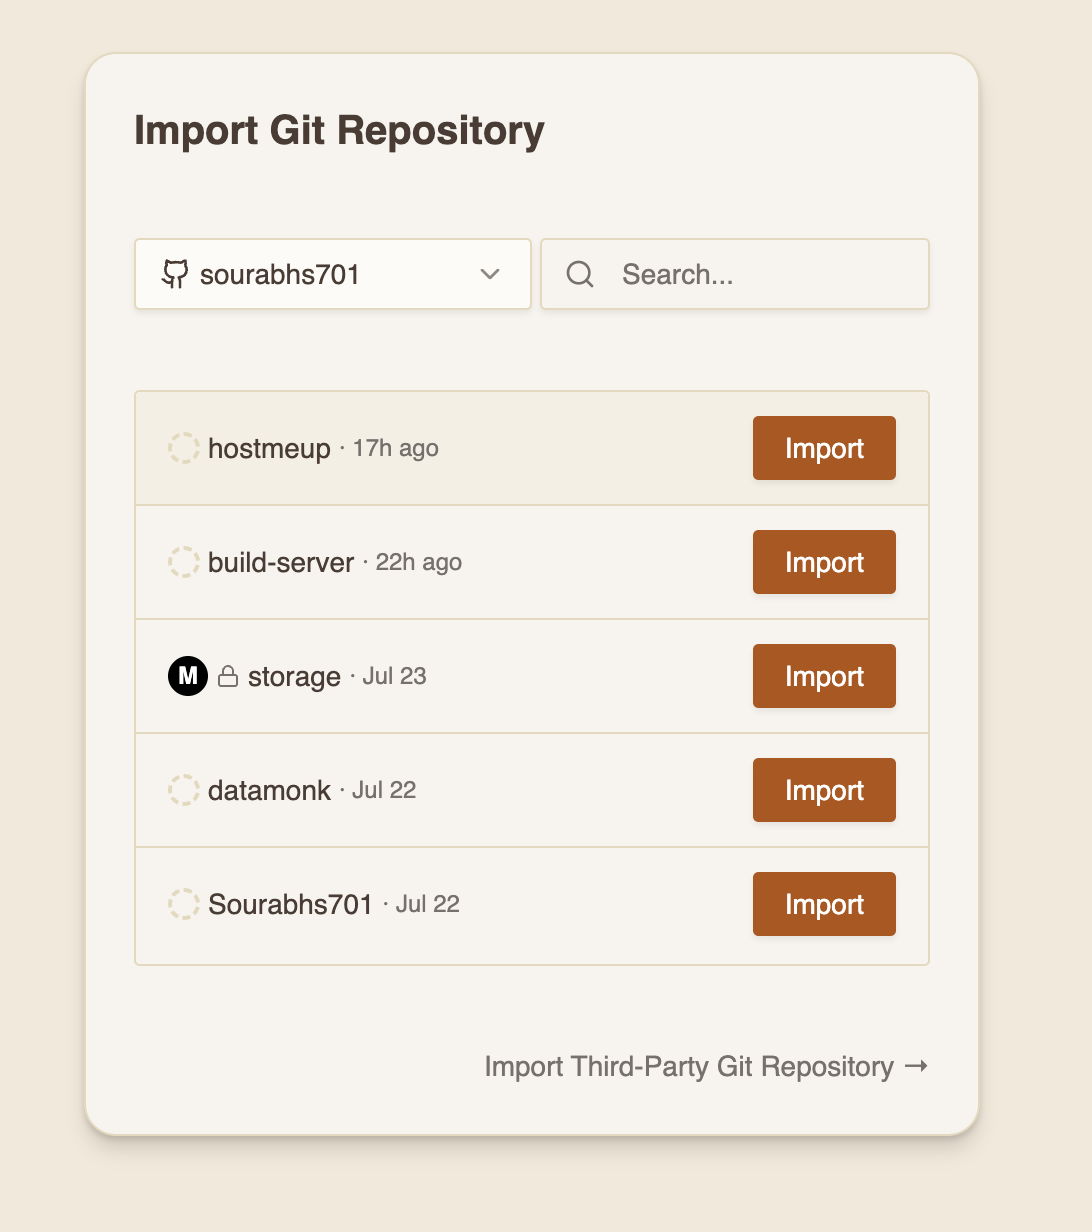 Import Git Repository
sourabhs701
Search...
hostmeup · 17h ago Import
build-server · 22h ago Import
M storage · Jul 23 Import
datamonk · Jul 22 Import
Sourabhs701 · Jul 22 Import
Import Third-Party Git Repository →